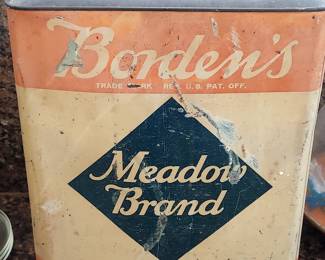 Borden's
TRADE MARK REG. U.S. PAT. OFF.
Meadow
Brand